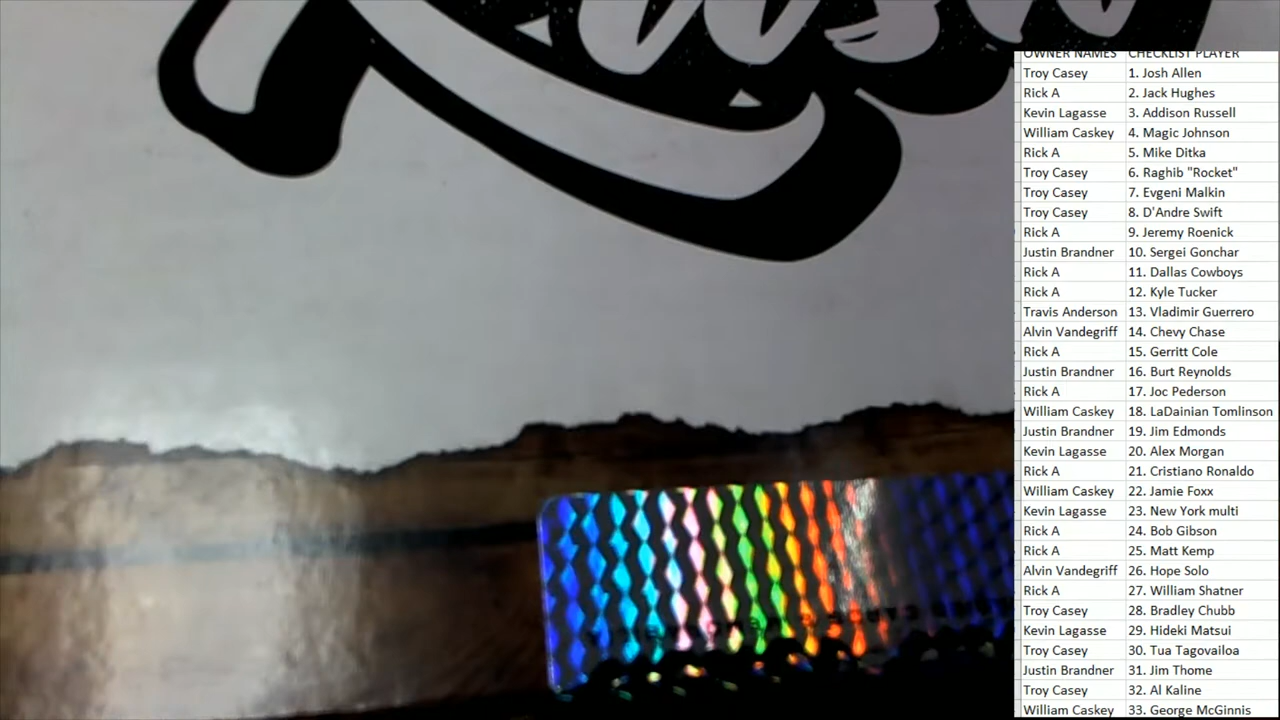 Rush
OWNER NAMES CHECKLIST PLAYER
Troy Casey 1. Josh Allen
Rick A 2. Jack Hughes
Kevin Lagasse 3. Addison Russell
William Caskey 4. Magic Johnson
Rick A 5. Mike Ditka
Troy Casey 6. Raghib "Rocket"
Troy Casey 7. Evgeni Malkin
Troy Casey 8. D'Andre Swift
Rick A 9. Jeremy Roenick
Justin Brandner 10. Sergei Gonchar
Rick A 11. Dallas Cowboys
Rick A 12. Kyle Tucker
Travis Anderson 13. Vladimir Guerrero
Alvin Vandegriff 14. Chevy Chase
Rick A 15. Gerritt Cole
Justin Brandner 16. Burt Reynolds
Rick A 17. Joc Pederson
William Caskey 18. LaDainian Tomlinson
Justin Brandner 19. Jim Edmonds
Kevin Lagasse 20. Alex Morgan
Rick A 21. Cristiano Ronaldo
William Caskey 22. Jamie Foxx
Kevin Lagasse 23. New York multi
Rick A 24. Bob Gibson
Rick A 25. Matt Kemp
Alvin Vandegriff 26. Hope Solo
Rick A 27. William Shatner
Troy Casey 28. Bradley Chubb
Kevin Lagasse 29. Hideki Matsui
Troy Casey 30. Tua Tagovailoa
Justin Brandner 31. Jim Thome
Troy Casey 32. Al Kaline
William Caskey 33. George McGinnis